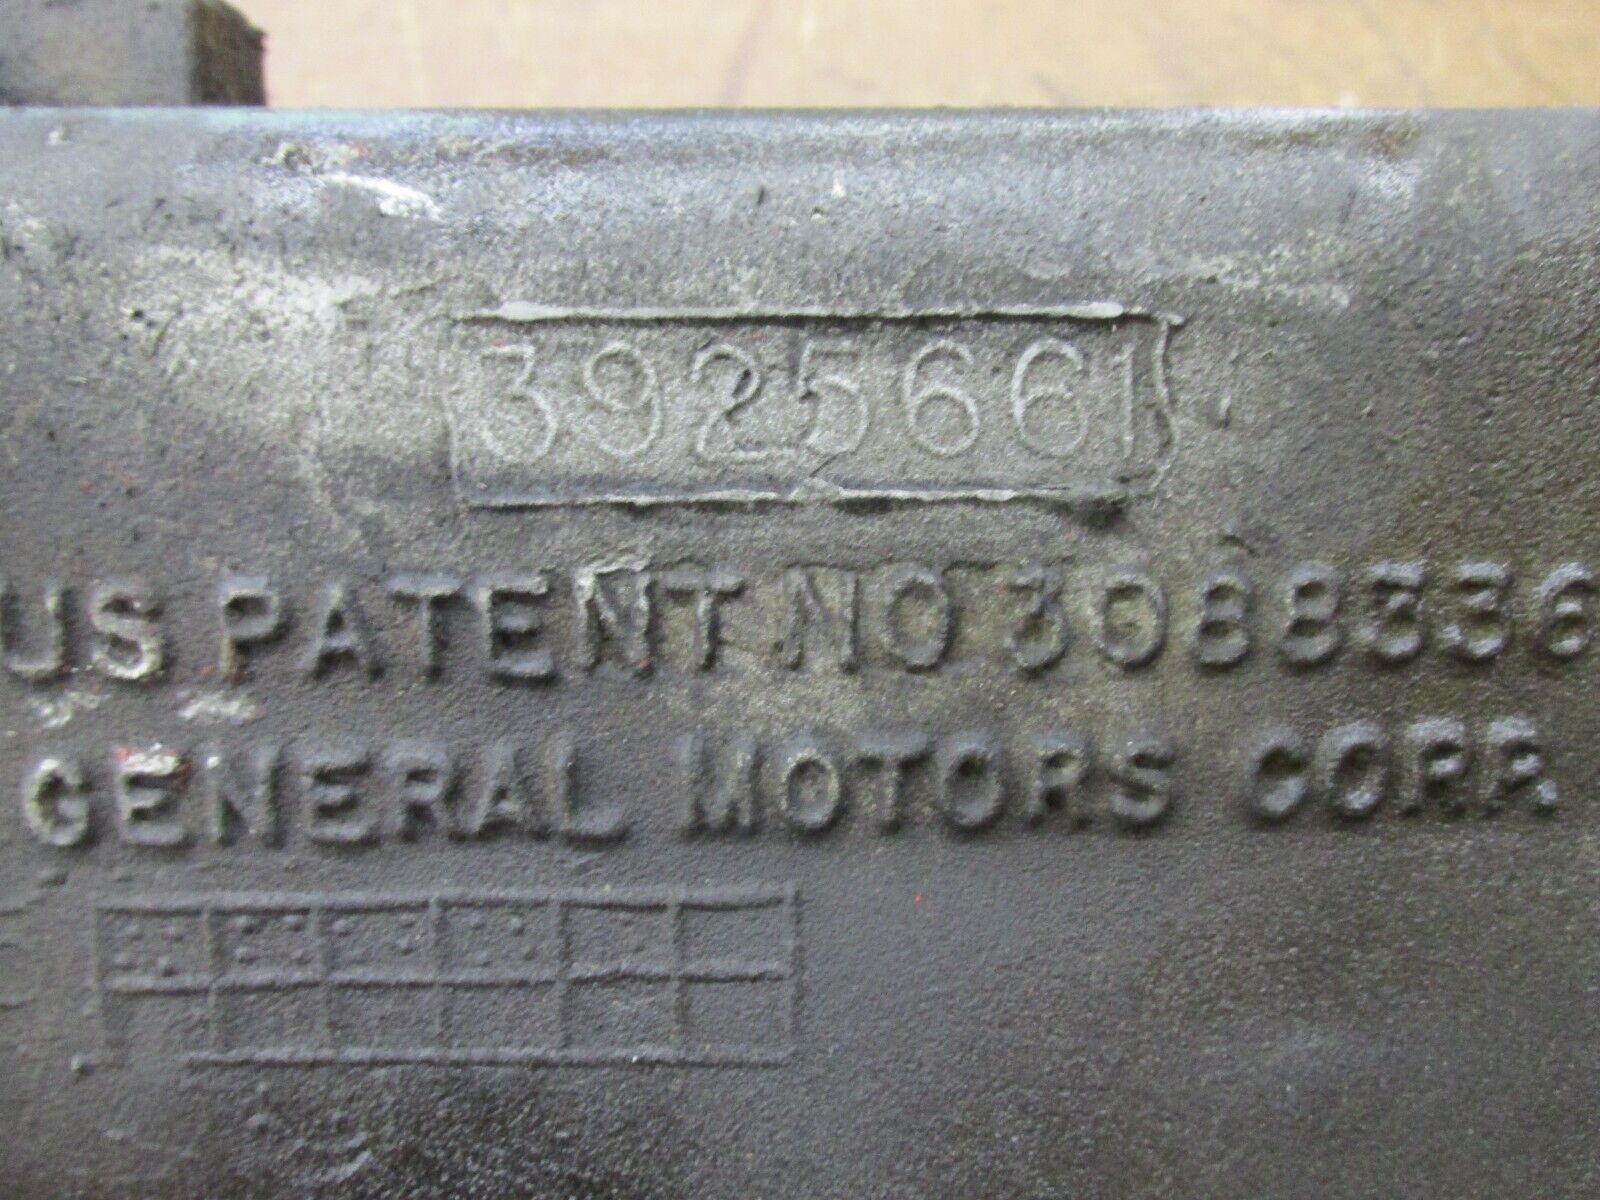 3925661
US PATENT NO 3088336
GENERAL MOTORS CORP.